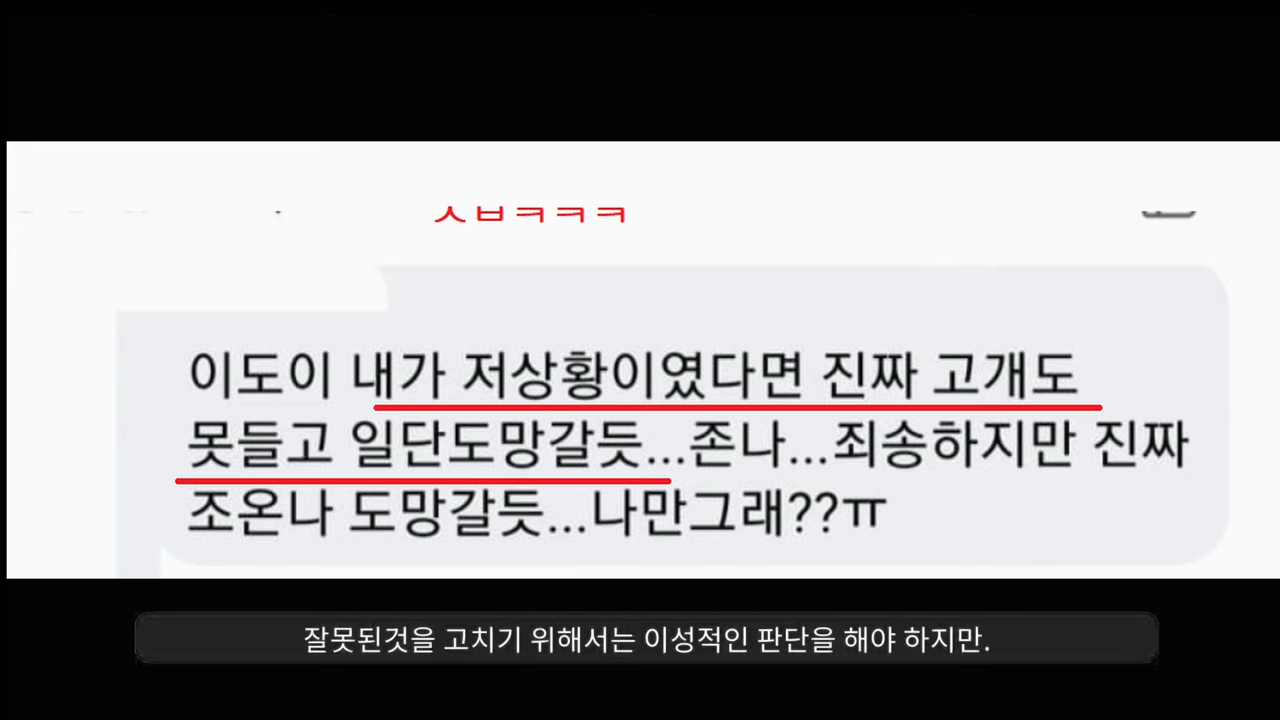 이도이 내가 저상황이였다면 진짜 고개도
못들고 일단도망갈듯...존나...죄송하지만 진짜
조온나 도망갈듯...나만그래??ㅠ
잘못된것을 고치기 위해서는 이성적인 판단을 해야 하지만.